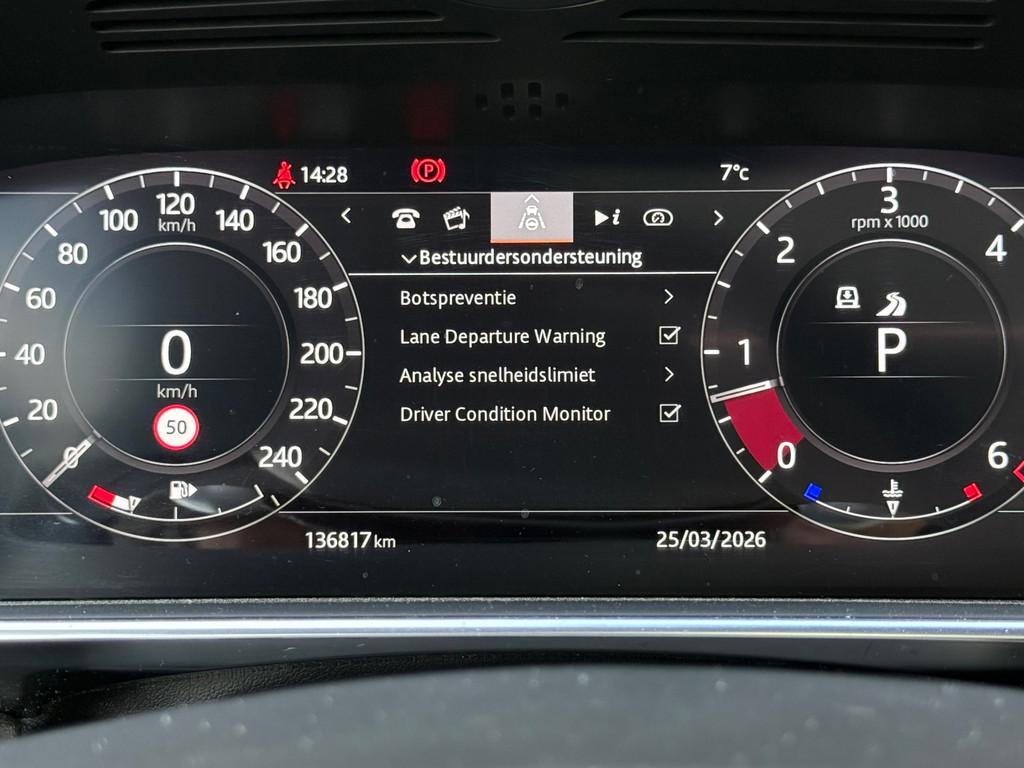 14:28
P
7°C
120
km/h
100
140
80
160
60
180
40
200
20
220
0
240
0
km/h
50
Bestuurdersondersteuning
Botspreventie
Lane Departure Warning
Analyse snelheidslimiet
Driver Condition Monitor
3
rpm x 1000
2
4
1
P
0
6
136817 km
25/03/2026